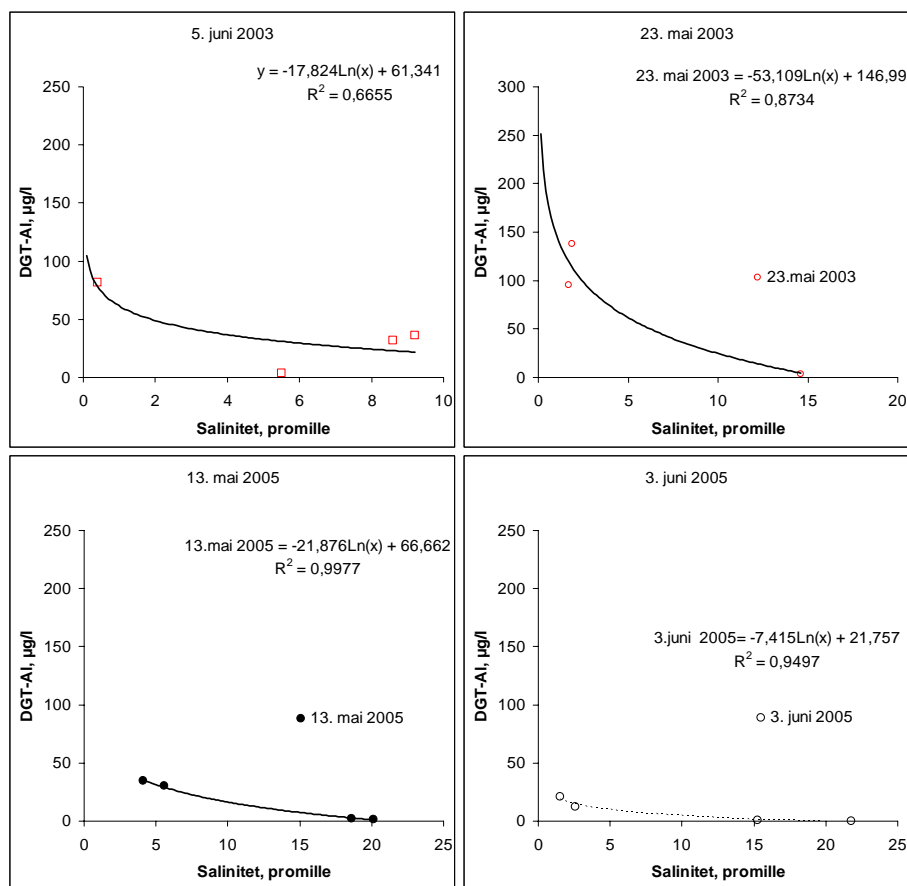 5. juni 2003
y = -17,824Ln(x) + 61,341
R² = 0,6655
250
200
150
100
50
0
0 2 4 6 8 10
DGT-Al, µg/l
Salinitet, promille
23. mai 2003
23. mai 2003 = -53,109Ln(x) + 146,99
R² = 0,8734
300
250
200
150
100
50
0
0 5 10 15 20
DGT-Al, µg/l
23.mai 2003
Salinitet, promille
13. mai 2005
13.mai 2005 = -21,876Ln(x) + 66,662
R² = 0,9977
250
200
150
100
50
0
0 5 10 15 20 25
DGT-Al, µg/l
13. mai 2005
Salinitet, promille
3. juni 2005
3.juni 2005= -7,415Ln(x) + 21,757
R² = 0,9497
250
200
150
100
50
0
0 5 10 15 20 25
DGT-Al, µg/l
3. juni 2005
Salinitet, promille